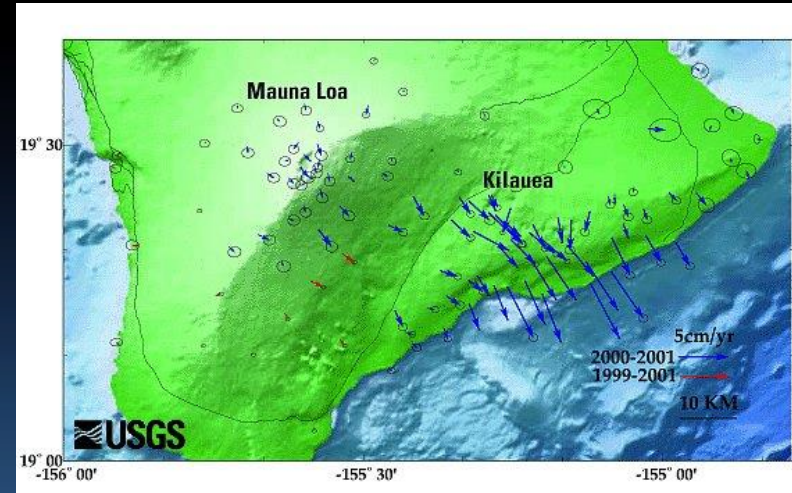 Mauna Loa
19° 30'
Kilauea
5cm/yr
2000-2001
1999-2001
10 KM
USGS
19° 00'
-156° 00'
-155° 30'
-155° 00'